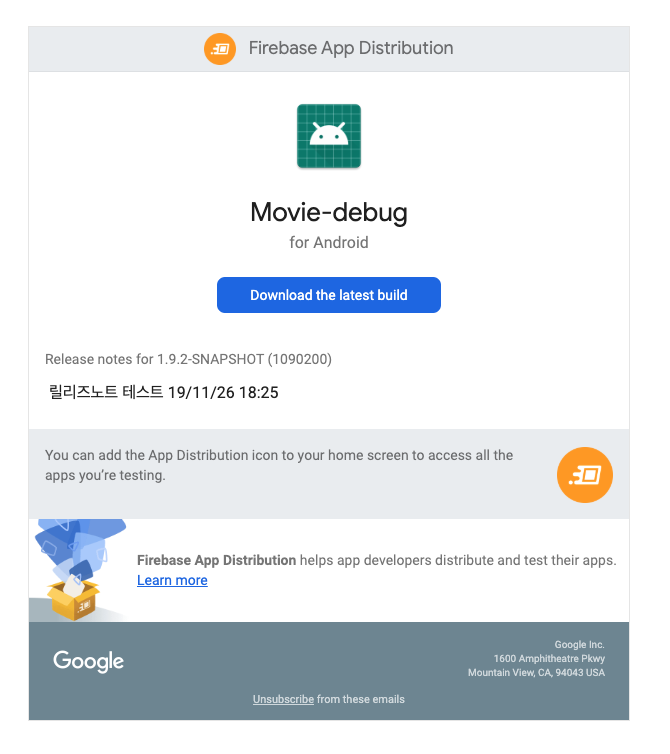 Firebase App Distribution
Movie-debug
for Android
Download the latest build
Release notes for 1.9.2-SNAPSHOT (1090200)
릴리즈노트 테스트 19/11/26 18:25
You can add the App Distribution icon to your home screen to access all the
apps you're testing.
Firebase App Distribution helps app developers distribute and test their apps.
Learn more
Google
Google Inc.
1600 Amphitheatre Pkwy
Mountain View, CA, 94043 USA
Unsubscribe from these emails